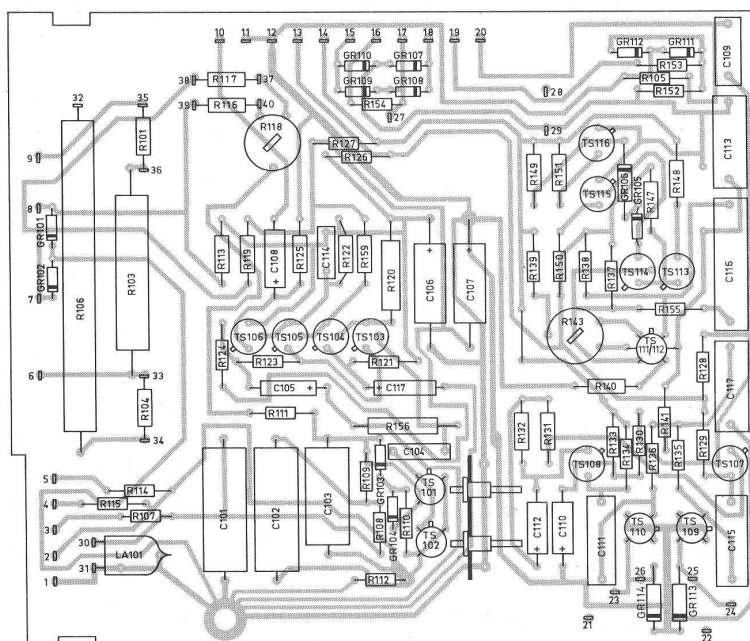 10 11 12 13 14 15 16 17 18 19 20
GR110 GR107
GR112 GR111
C109
R153
38 R117 37
GR109 GR108
R105
28
R152
32 35
39 R116 40
R154
27
R101
R118
29
TS116
C113
9
R127
R126
R149 R151
36
TS115
GR106
GR105
R147
R148
8
GR101
R103
R113 R119 C108 + R125 C114 R122 R159 R120
+ C106 + C107
R139 R150 R138 R137
TS114 TS113
C116
GR102
7
R106
R155
R143
TS106 TS105 TS104 TS103
TS 111/112
R124
R123
R121
R128
6 33
C105 +
+ C117
R140
C117
R104
R111
R132 R131
R141
34
R156
R133 R134 R130 R136 R135 R129
C104
5
R114
R109
GR103
TS 101
TS108
TS107
4
R115
C101 C102 C103
R107
3
R108
GR104
R110
C112 + C110 +
C111
TS 110
TS 109
C115
30
TS 102
2
LA101
31
R112
1
26 25
23
GR114 GR113
24
21
22